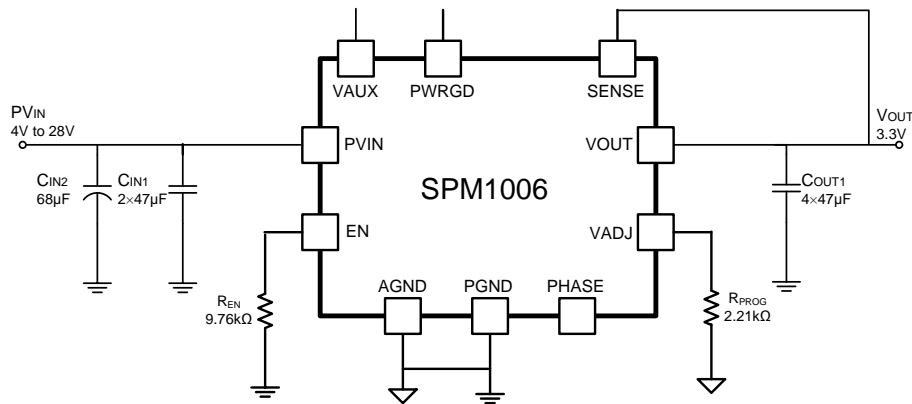 VAUX
PWRGD
SENSE
PVIN
4V to 28V
PVIN
VOUT
VOUT
3.3V
CIN2
68µF
CIN1
2×47µF
SPM1006
COUT1
4×47µF
EN
VADJ
AGND
PGND
PHASE
REN
9.76kΩ
RPROG
2.21kΩ